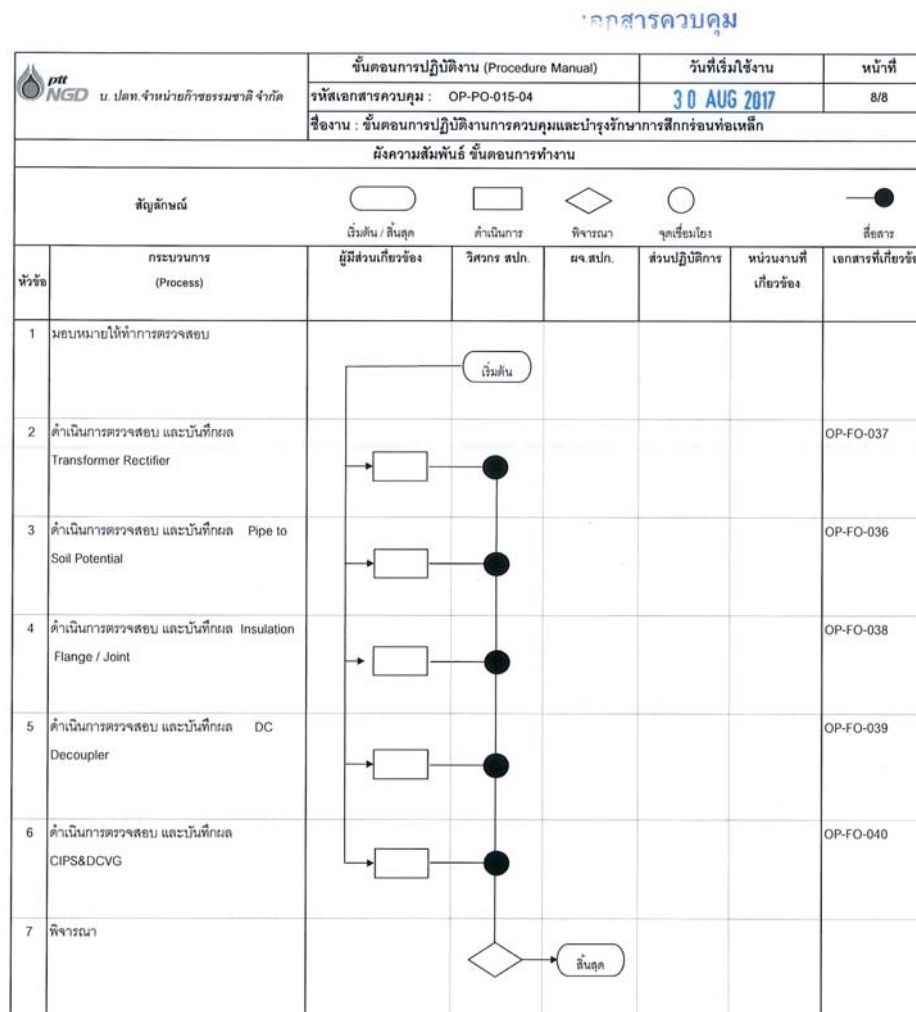 เอกสารควบคุม
ptt
NGD บ. ปตท.จำหน่ายก๊าซธรรมชาติ จำกัด
ขั้นตอนการปฏิบัติงาน (Procedure Manual)
วันที่เริ่มใช้งาน
หน้าที่
รหัสเอกสารควบคุม : OP-PO-015-04
30 AUG 2017
8/8
ชื่องาน : ขั้นตอนการปฏิบัติงานการควบคุมและบำรุงรักษาการสึกกร่อนท่อเหล็ก
ผังความสัมพันธ์ ขั้นตอนการทำงาน
สัญลักษณ์
เริ่มต้น / สิ้นสุด
ดำเนินการ
พิจารณา
จุดเชื่อมโยง
สื่อสาร
หัวข้อ
กระบวนการ
(Process)
ผู้มีส่วนเกี่ยวข้อง
วิศวกร สปก.
ผจ.สปก.
ส่วนปฏิบัติการ
หน่วยงานที่
เกี่ยวข้อง
เอกสารที่เกี่ยวข้อ
1 มอบหมายให้ทำการตรวจสอบ
เริ่มต้น
2 ดำเนินการตรวจสอบ และบันทึกผล
Transformer Rectifier
OP-FO-037
3 ดำเนินการตรวจสอบ และบันทึกผล Pipe to
Soil Potential
OP-FO-036
4 ดำเนินการตรวจสอบ และบันทึกผล Insulation
Flange / Joint
OP-FO-038
5 ดำเนินการตรวจสอบ และบันทึกผล DC
Decoupler
OP-FO-039
6 ดำเนินการตรวจสอบ และบันทึกผล
CIPS&DCVG
OP-FO-040
7 พิจารณา
สิ้นสุด